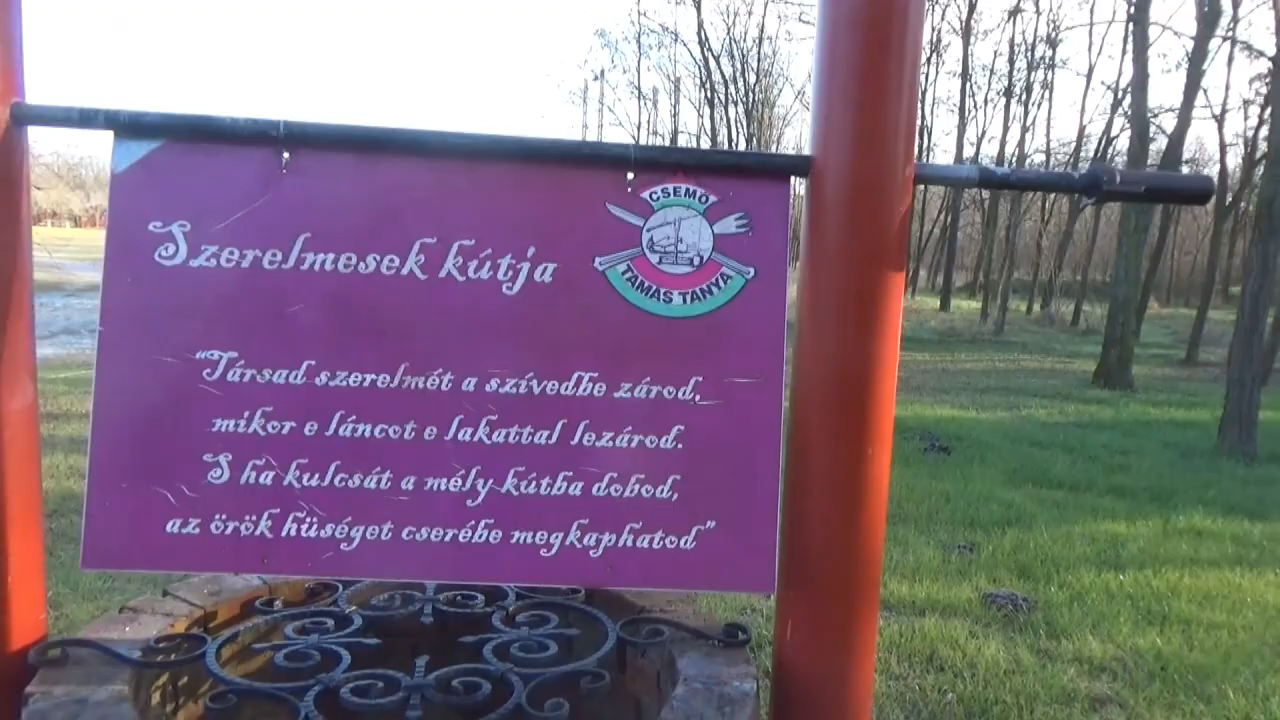 CSEMŐ
TAMÁS TANYA
Szerelmesek kútja
“Társad szerelmét a szívedbe zárod,
mikor e láncot e lakattal lezárod.
S ha kulcsát a mély kútba dobod,
az örök hűséget cserébe megkaphatod”